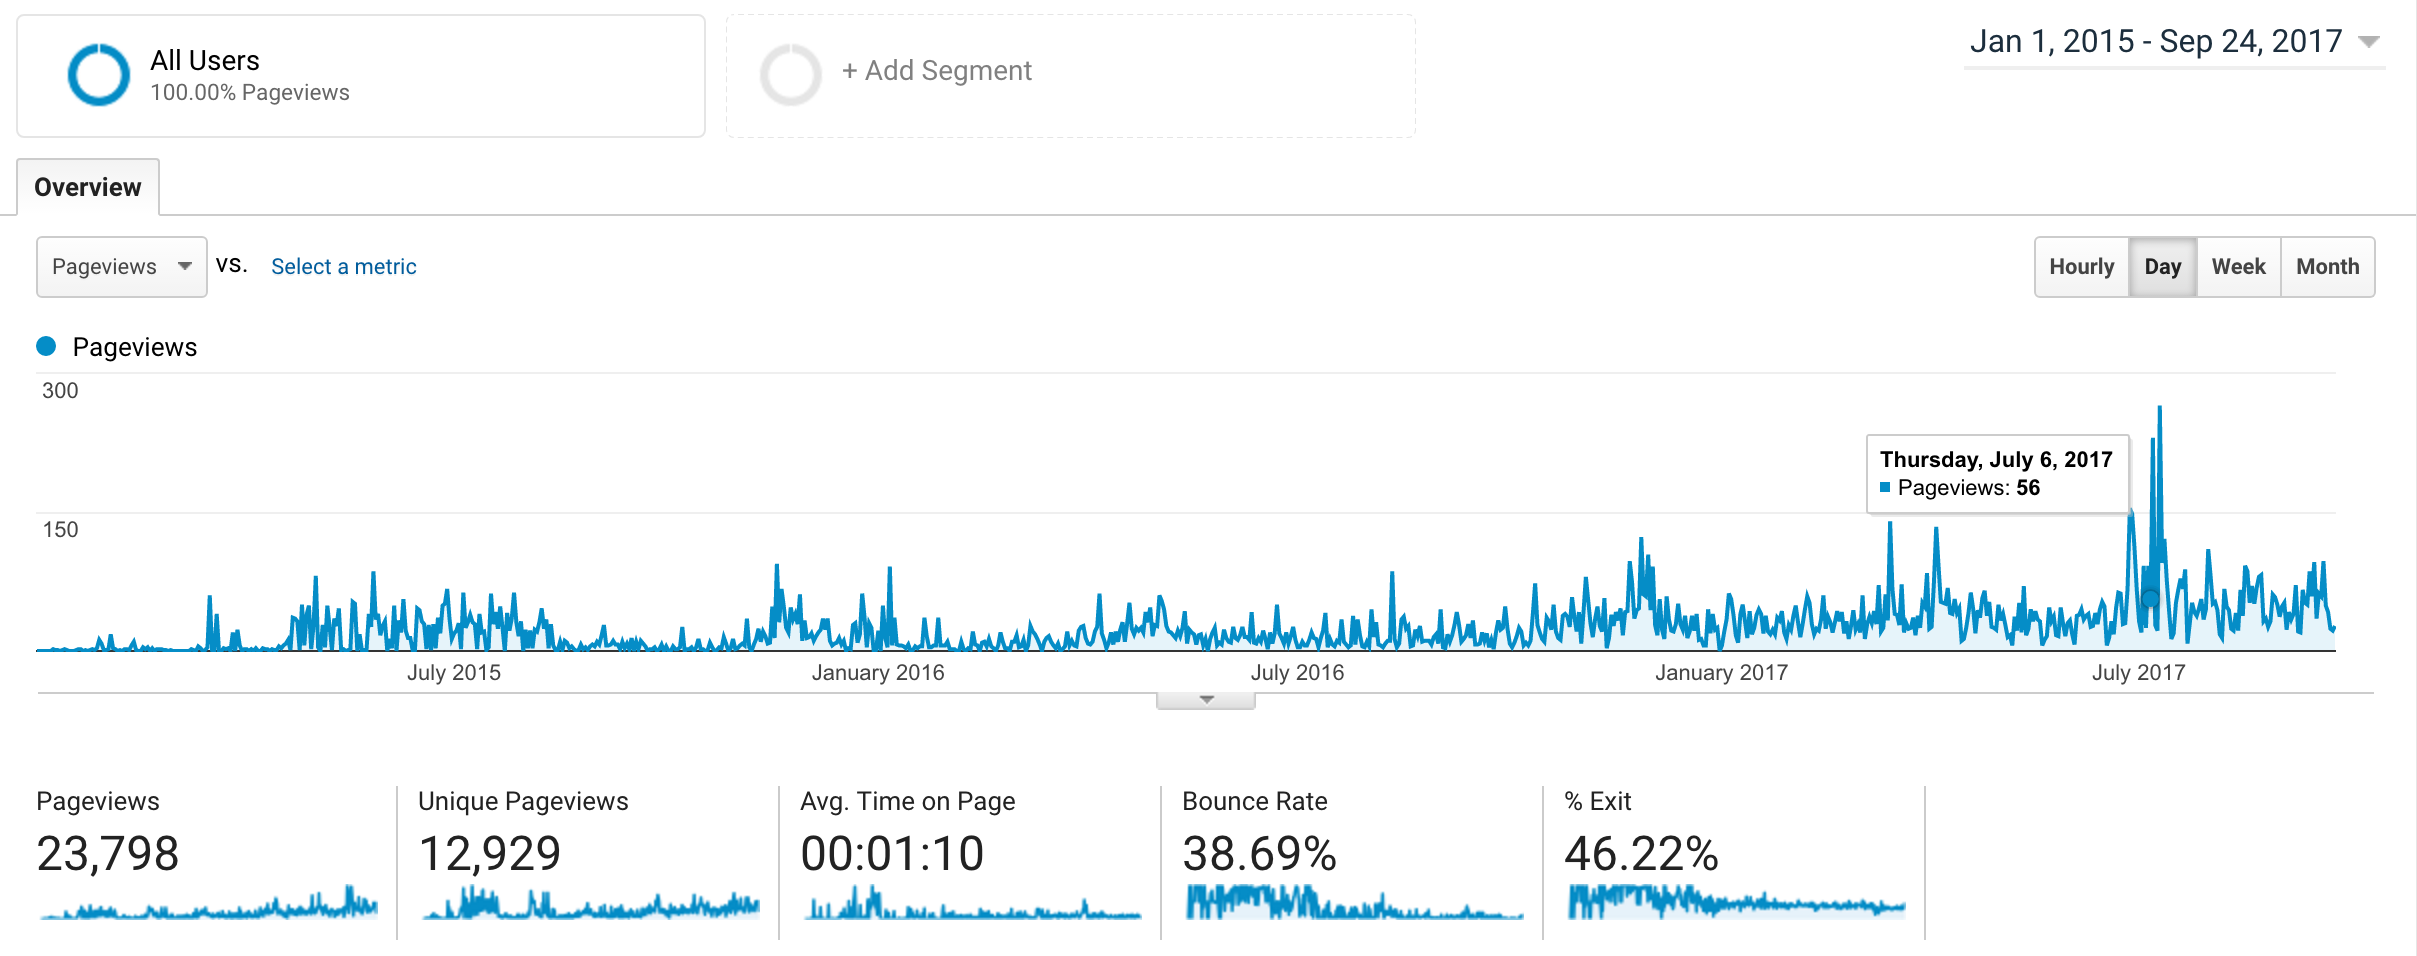 All Users
100.00% Pageviews
+ Add Segment
Jan 1, 2015 - Sep 24, 2017
Overview
Pageviews
VS.
Select a metric
Hourly
Day
Week
Month
Pageviews
300
150
Thursday, July 6, 2017
Pageviews: 56
July 2015
January 2016
July 2016
January 2017
July 2017
Pageviews
23,798
Unique Pageviews
12,929
Avg. Time on Page
00:01:10
Bounce Rate
38.69%
% Exit
46.22%